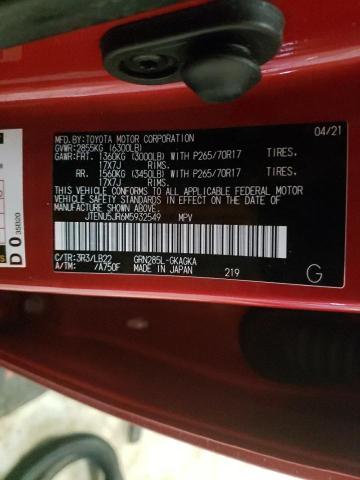 MFD.BY:TOYOTA MOTOR CORPORATION 04/21
GVWR:2855KG (6300LB)
GAWR:FRT. 1360KG (3000LB) WITH P265/70R17 TIRES,
17X7J RIMS,
RR. 1560KG (3450LB) WITH P265/70R17 TIRES,
17X7J RIMS,
THIS VEHICLE CONFORMS TO ALL APPLICABLE FEDERAL MOTOR
VEHICLE SAFETY STANDARDS
IN EFFECT ON THE DATE OF MANUFACTURE SHOWN ABOVE.
JTENU5JR6M5932549 MPV
C/TR:3R3/LB22 GRN285L-GKAGKA
A/TM: /A750F MADE IN JAPAN 219 G
D 0
35B20